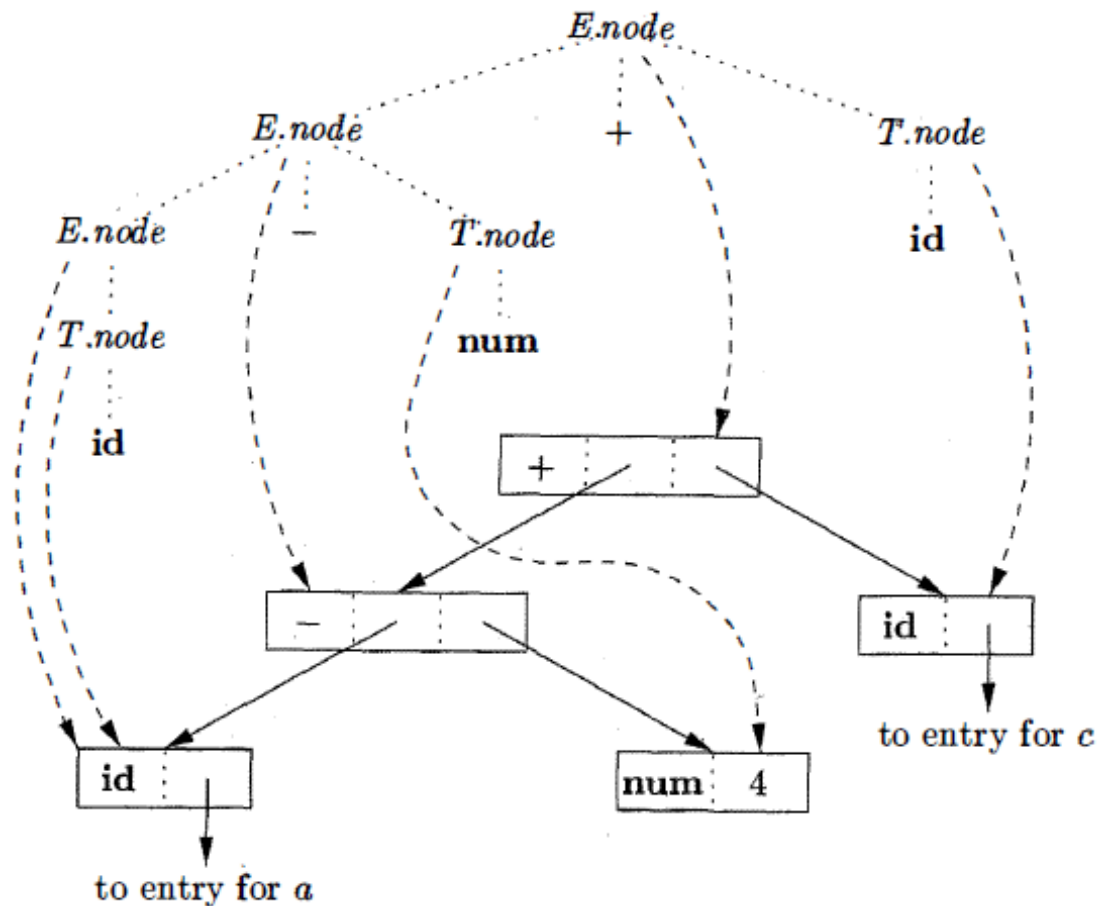 E.node
E.node + T.node
E.node − T.node id
T.node num
id
+
− id
to entry for c
id num 4
to entry for a